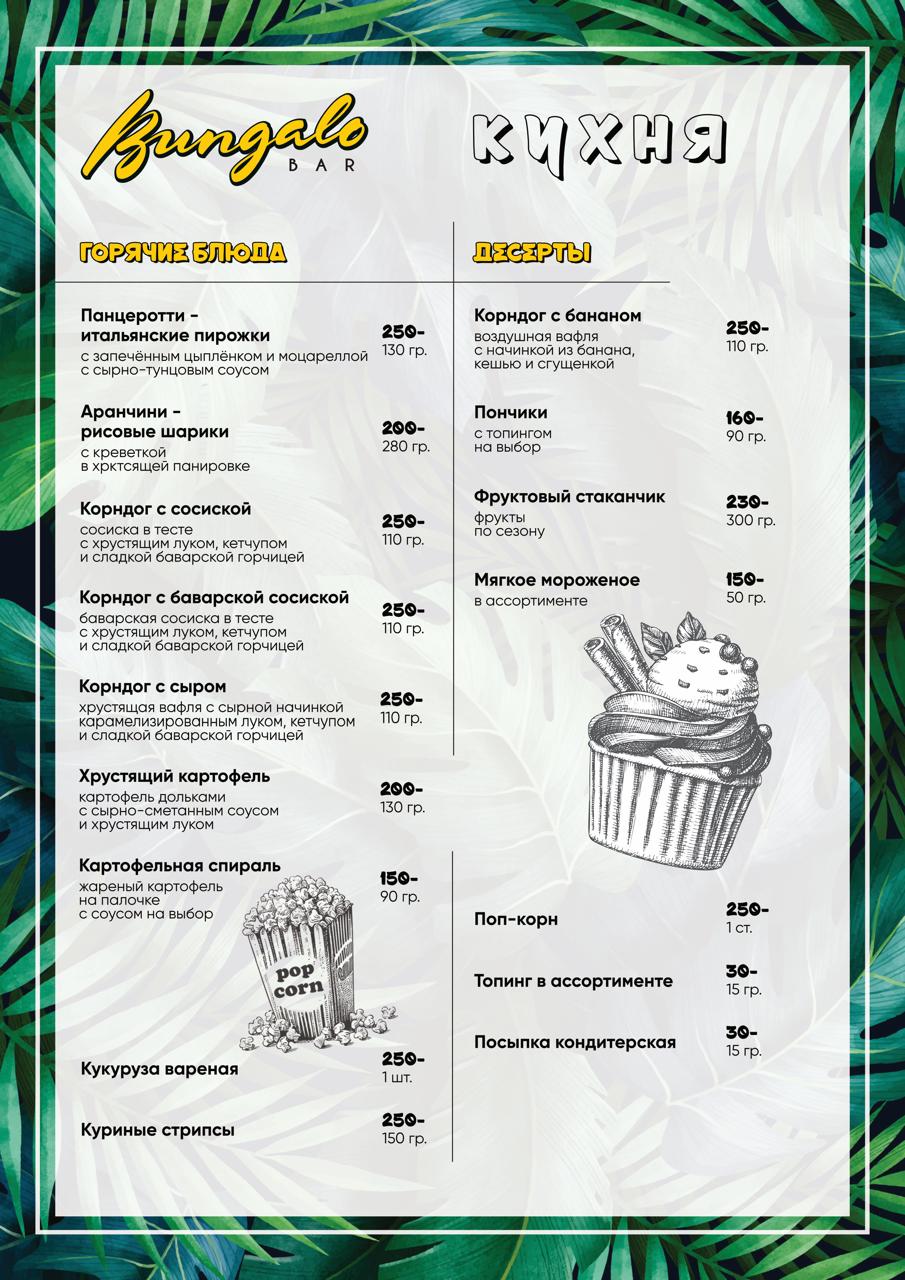 Bungalo
BAR
КУХНЯ
ГОРЯЧИЕ БЛЮДА
Панцеротти -
итальянские пирожки
250-
130 гр.
с запечённым цыплёнком и моцареллой
с сырно-тунцовым соусом
Аранчини -
рисовые шарики
200-
280 гр.
с креветкой
в хрктсящей панировке
Корндог с сосиской
250-
110 гр.
сосиска в тесте
с хрустящим луком, кетчупом
и сладкой баварской горчицей
Корндог с баварской сосиской
250-
110 гр.
баварская сосиска в тесте
с хрустящим луком, кетчупом
и сладкой баварской горчицей
Корндог с сыром
250-
110 гр.
хрустящая вафля с сырной начинкой
карамелизированным луком, кетчупом
и сладкой баварской горчицей
Хрустящий картофель
200-
130 гр.
картофель дольками
с сырно-сметанным соусом
и хрустящим луком
Картофельная спираль
150-
90 гр.
жареный картофель
на палочке
с соусом на выбор
pop
corn
Кукуруза вареная
250-
1 шт.
Куриные стрипсы
250-
150 гр.
ДЕСЕРТЫ
Корндог с бананом
250-
110 гр.
воздушная вафля
с начинкой из банана,
кешью и сгущенкой
Пончики
160-
90 гр.
с топингом
на выбор
Фруктовый стаканчик
230-
300 гр.
фрукты
по сезону
Мягкое мороженое
150-
50 гр.
в ассортименте
Поп-корн
250-
1 ст.
Топинг в ассортименте
30-
15 гр.
Посыпка кондитерская
30-
15 гр.